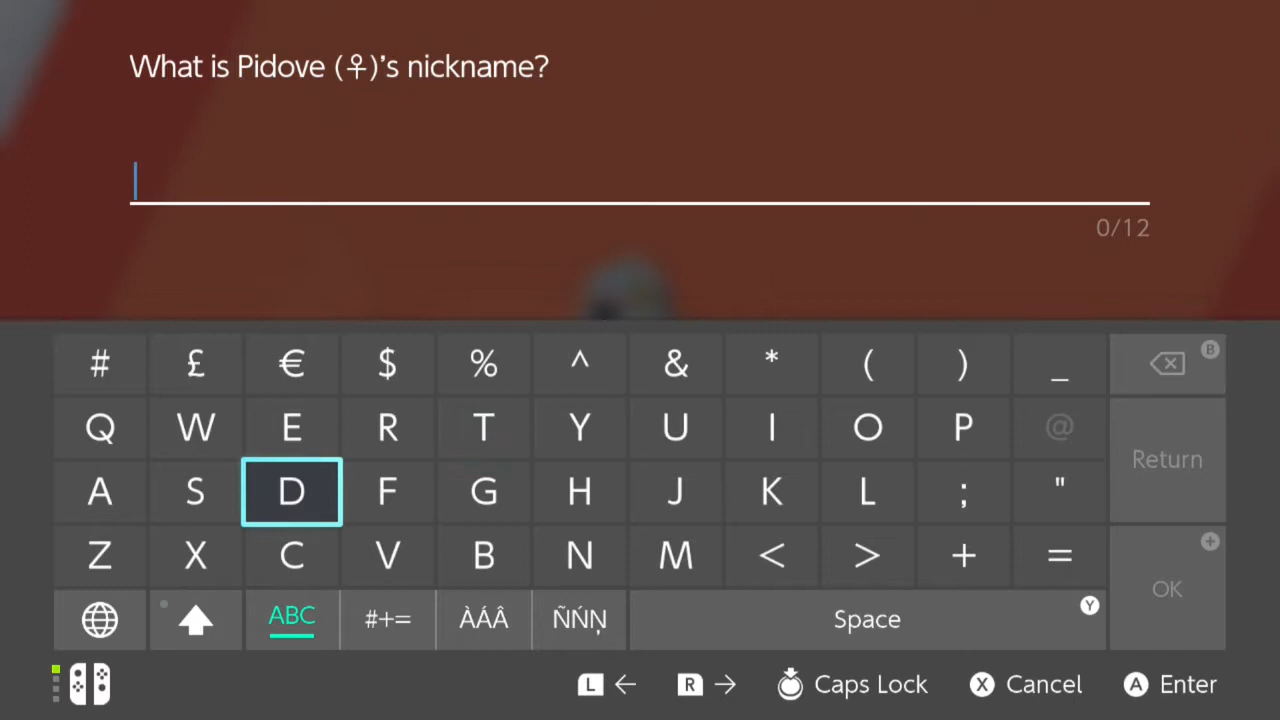 What is Pidove (♀)'s nickname?
0/12
# £ € $ % ^ & * ( ) _ B
Q W E R T Y U I O P @
Return
A S D F G H J K L ; "
Z X C V B N M < > + =
OK
ABC #+= ÀÁÂ ÑŃŅ Space Y
L ← R → Caps Lock X Cancel A Enter